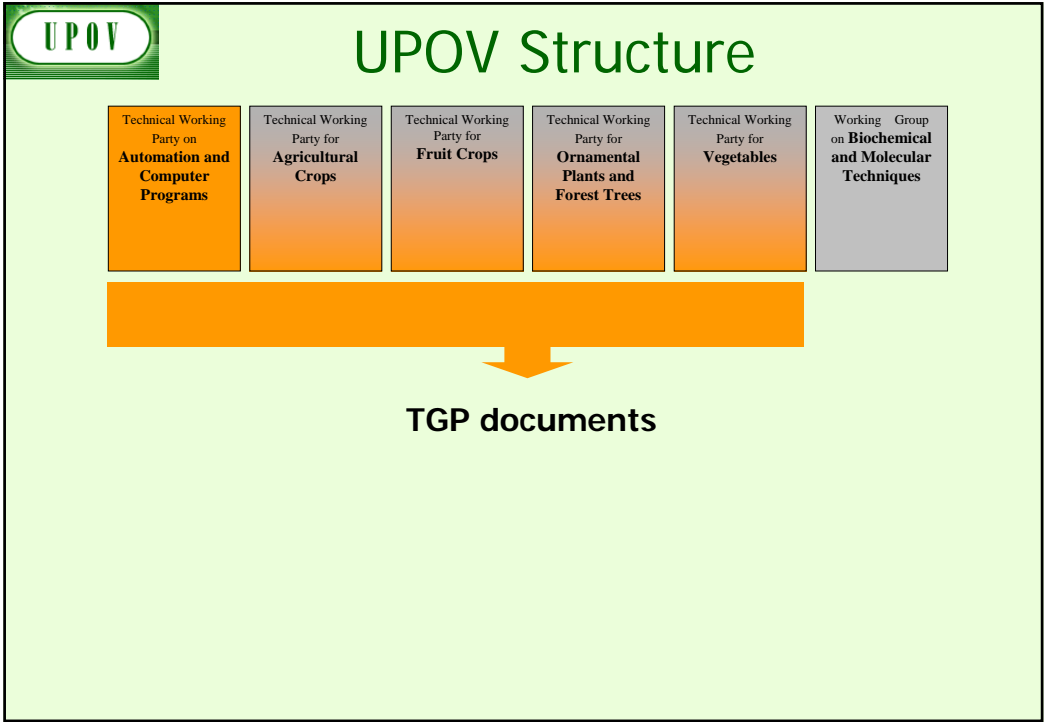 UPOV
UPOV Structure
Technical Working
Party on
Automation and
Computer
Programs
Technical Working
Party for
Agricultural
Crops
Technical Working
Party for
Fruit Crops
Technical Working
Party for
Ornamental
Plants and
Forest Trees
Technical Working
Party for
Vegetables
Working Group
on Biochemical
and Molecular
Techniques
TGP documents